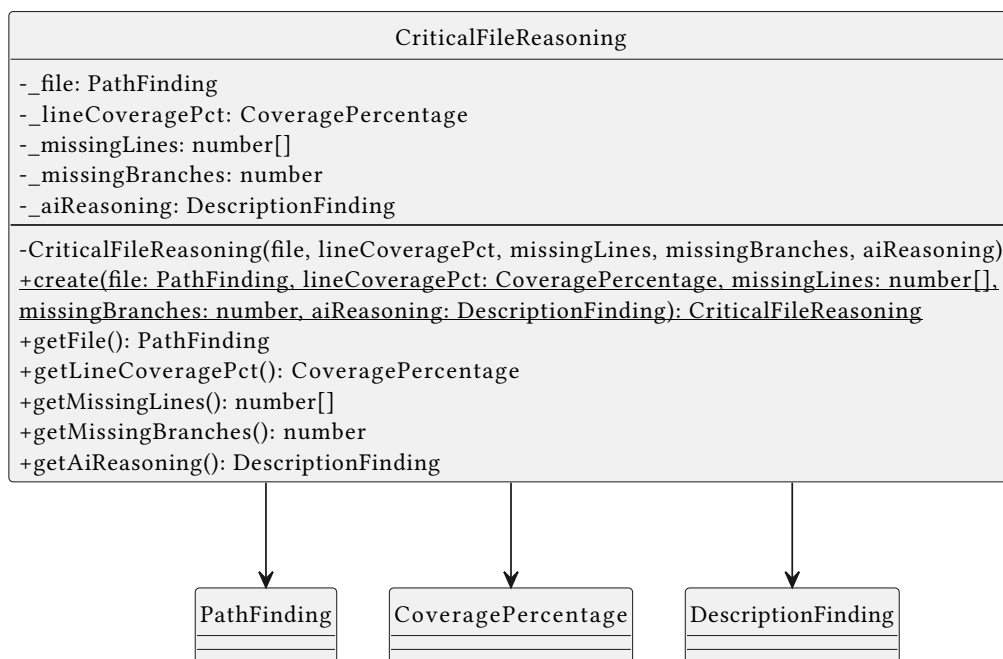 CriticalFileReasoning
-_file: PathFinding
-_lineCoveragePct: CoveragePercentage
-_missingLines: number[]
-_missingBranches: number
-_aiReasoning: DescriptionFinding
-CriticalFileReasoning(file, lineCoveragePct, missingLines, missingBranches, aiReasoning)
+create(file: PathFinding, lineCoveragePct: CoveragePercentage, missingLines: number[],
missingBranches: number, aiReasoning: DescriptionFinding): CriticalFileReasoning
+getFile(): PathFinding
+getLineCoveragePct(): CoveragePercentage
+getMissingLines(): number[]
+getMissingBranches(): number
+getAiReasoning(): DescriptionFinding
PathFinding
CoveragePercentage
DescriptionFinding